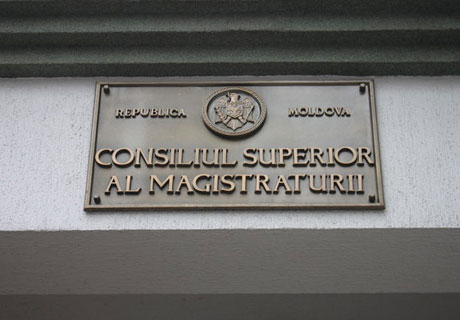 REPUBLICA MOLDOVA
CONSILIUL SUPERIOR
AL MAGISTRATURII